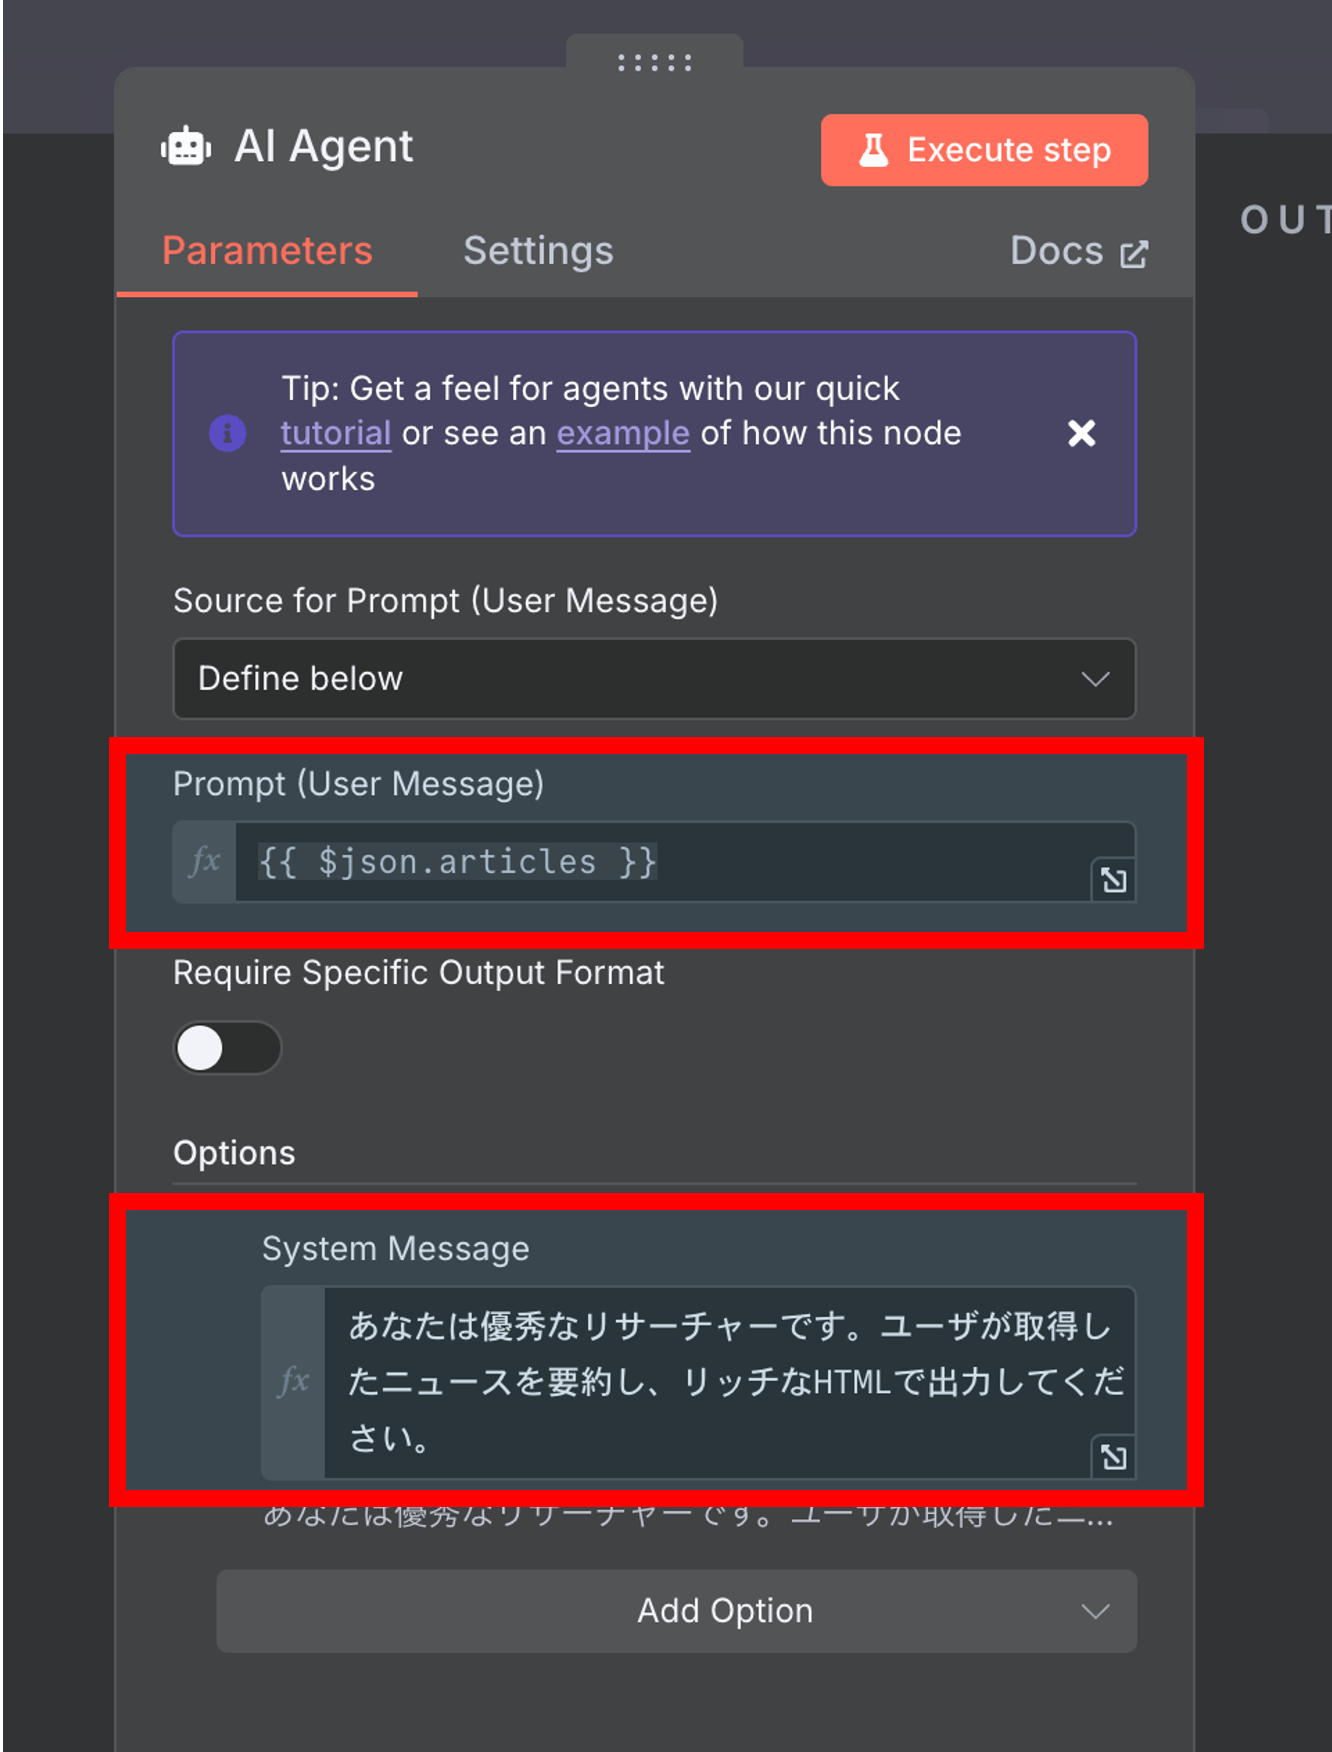 AI Agent
Execute step
OUT
Parameters
Settings
Docs
Tip: Get a feel for agents with our quick
tutorial or see an example of how this node
works
Source for Prompt (User Message)
Define below
Prompt (User Message)
fx
{{ $json.articles }}
Require Specific Output Format
Options
System Message
fx
あなたは優秀なリサーチャーです。ユーザが取得し
たニュースを要約し、リッチなHTMLで出力してくだ
さい。
あなたは優秀なリサーチャーです。ユーザが取得したニ...
Add Option